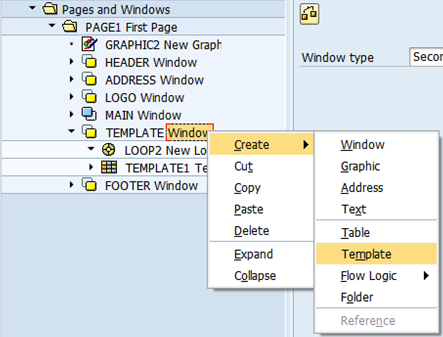 Pages and Windows
PAGE1 First Page
GRAPHIC2 New Graph
HEADER Window
ADDRESS Window
LOGO Window
MAIN Window
TEMPLATE Window
LOOP2 New Lo
TEMPLATE1 Te
FOOTER Window
Window type
Secon
Create
Cut
Copy
Paste
Delete
Expand
Collapse
Window
Graphic
Address
Text
Table
Template
Flow Logic
Folder
Reference